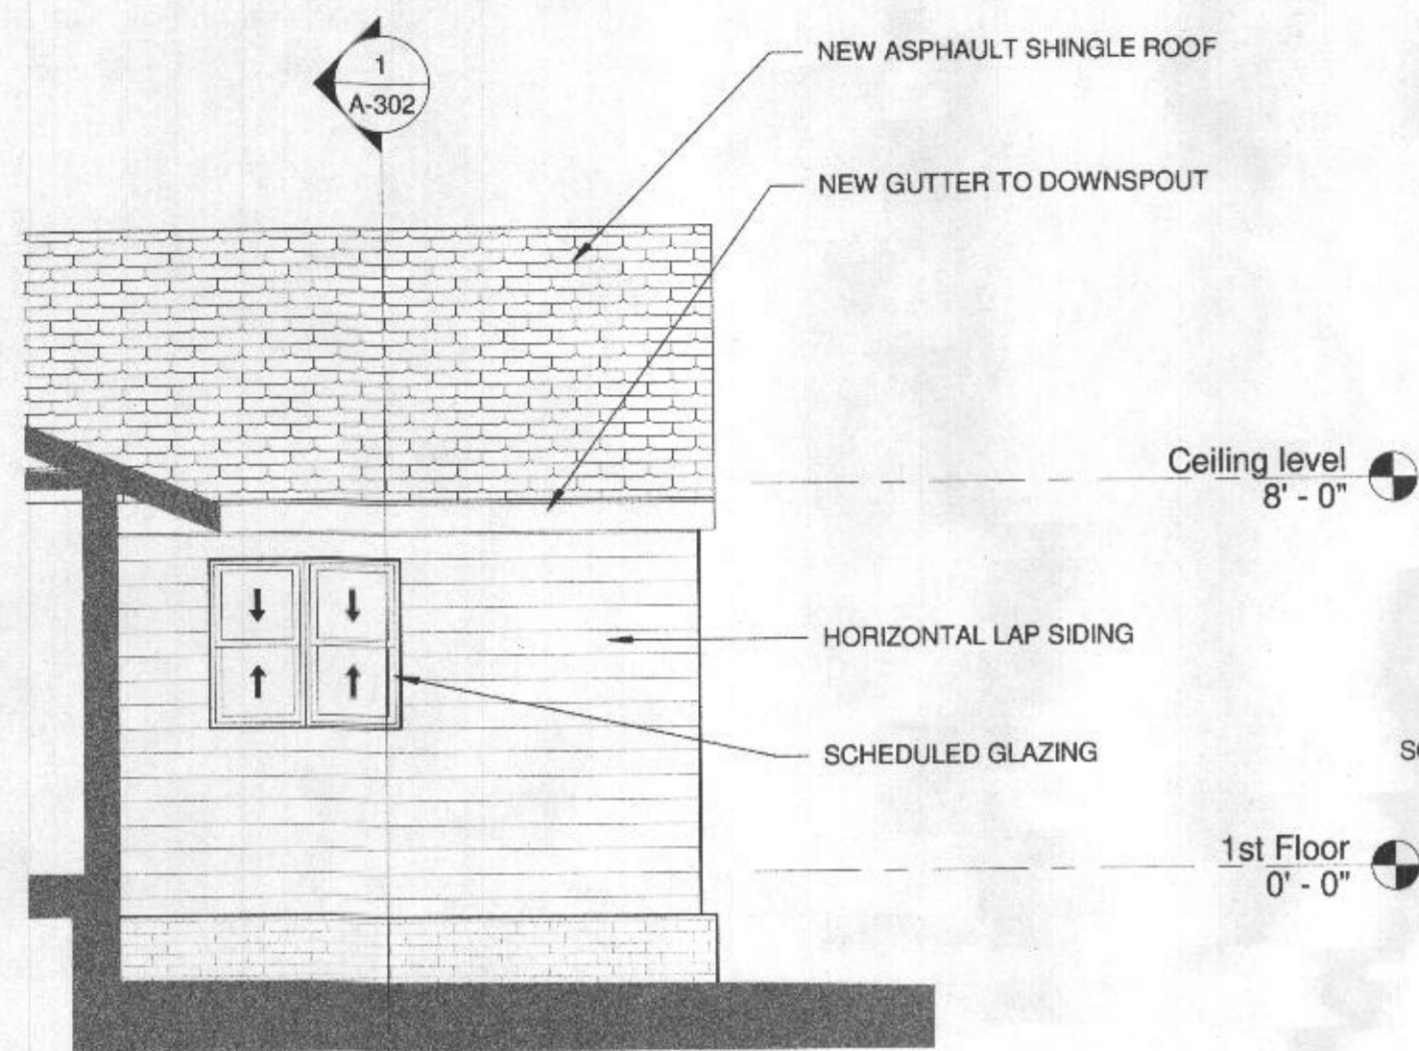 1
A-302
NEW ASPHAULT SHINGLE ROOF
NEW GUTTER TO DOWNSPOUT
Ceiling level
8' - 0"
HORIZONTAL LAP SIDING
SCHEDULED GLAZING
1st Floor
0' - 0"